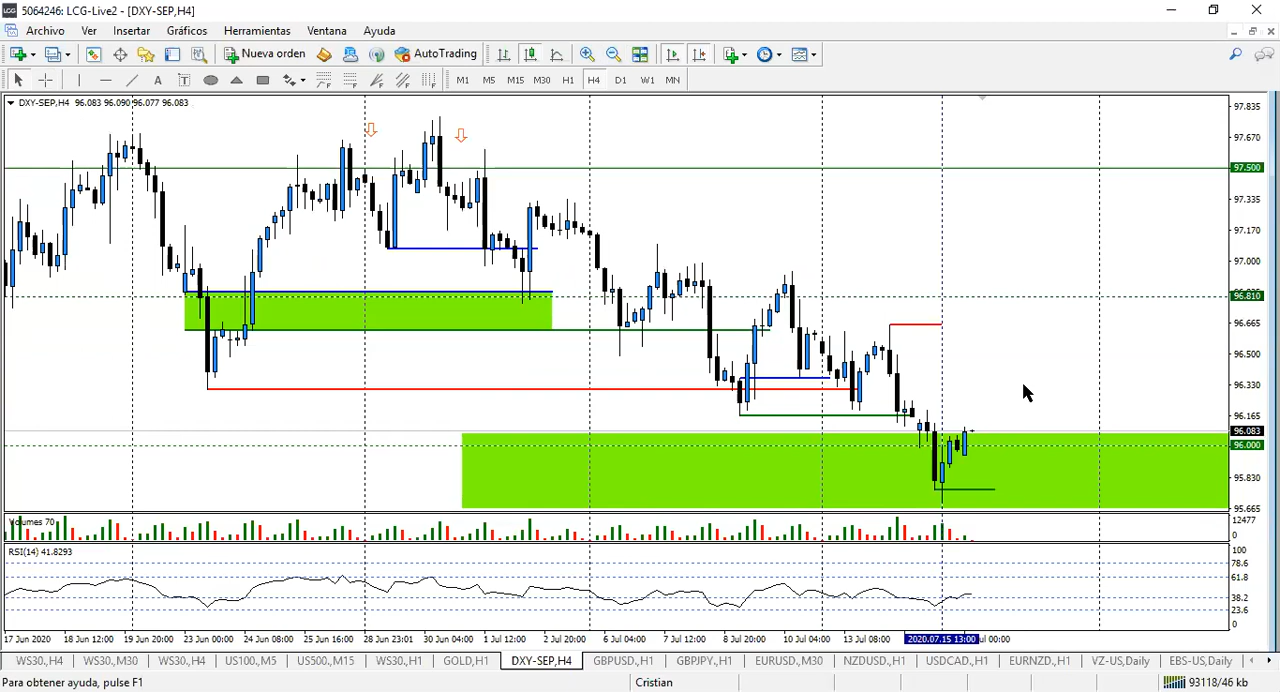 5064246: LCG-Live2 - [DXY-SEP,H4]
Archivo Ver Insertar Gráficos Herramientas Ventana Ayuda
Nueva orden AutoTrading
A T M1 M5 M15 M30 H1 H4 D1 W1 MN
DXY-SEP,H4 96.083 96.090 96.077 96.083
97.835
97.670
97.500
97.335
97.170
97.000
96.810
96.665
96.500
96.330
96.165
96.083
96.000
95.830
95.665
Volumes 70
12477
0
RSI(14) 41.8293
100
78.6
61.8
38.2
23.6
0
17 Jun 2020 18 Jun 12:00 19 Jun 20:00 23 Jun 00:00 24 Jun 08:00 25 Jun 16:00 28 Jun 23:01 30 Jun 04:00 1 Jul 12:00 2 Jul 20:00 6 Jul 04:00 7 Jul 12:00 8 Jul 20:00 10 Jul 04:00 13 Jul 08:00 2020.07.15 13:00 ul 00:00
WS30.,H4 WS30.,M30 WS30.,H4 US100.,M5 US500.,M15 WS30.,H1 GOLD,H1 DXY-SEP,H4 GBPUSD.,H1 GBPJPY.,H1 EURUSD.,M30 NZDUSD.,H1 USDCAD.,H1 EURNZD.,H1 VZ-US,Daily EBS-US,Daily
Para obtener ayuda, pulse F1 Cristian 93118/46 kb